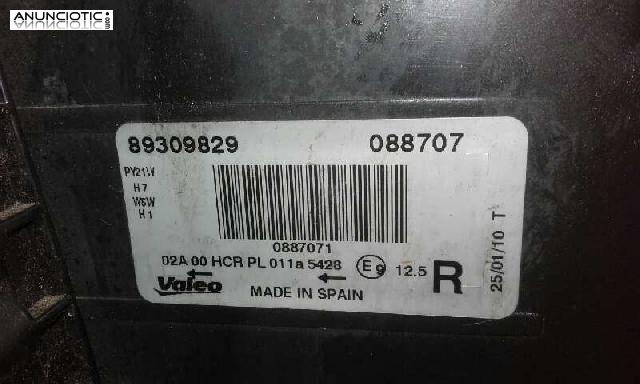 ANUNCIOTIC.com
89309829 088707
PY21W
H7
W5W
H1
0887071
02A 00 HCR PL 011a 5428 E9 12.5 R
Valeo MADE IN SPAIN
25/01/10 T